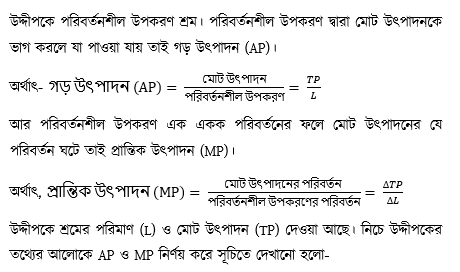 উদ্দীপকে পরিবর্তনশীল উপকরণ শ্রম। পরিবর্তনশীল উপকরণ দ্বারা মোট উৎপাদনকে
ভাগ করলে যা পাওয়া যায় তাই গড় উৎপাদন (AP)।
অর্থাৎ- গড় উৎপাদন (AP) = মোট উৎপাদন / পরিবর্তনশীল উপকরণ = TP / L
আর পরিবর্তনশীল উপকরণ এক একক পরিবর্তনের ফলে মোট উৎপাদনের যে
পরিবর্তন ঘটে তাই প্রান্তিক উৎপাদন (MP)।
অর্থাৎ, প্রান্তিক উৎপাদন (MP) = মোট উৎপাদনের পরিবর্তন / পরিবর্তনশীল উপকরণের পরিবর্তন = ΔTP / ΔL
উদ্দীপকে শ্রমের পরিমাণ (L) ও মোট উৎপাদন (TP) দেওয়া আছে। নিচে উদ্দীপকের
তথ্যের আলোকে AP ও MP নির্ণয় করে সূচিতে দেখানো হলো-